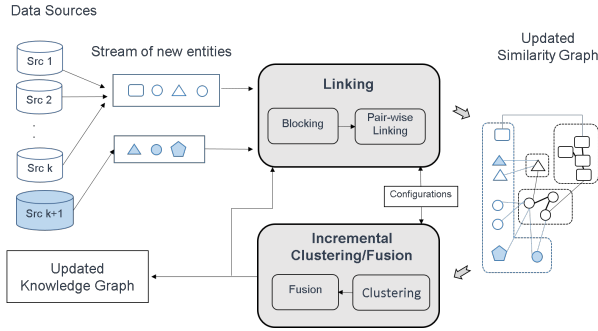 Data Sources
Stream of new entities
Updated
Similarity Graph
Src 1
Src 2
.
.
Src k
Src k+1
Linking
Blocking
Pair-wise
Linking
Configurations
Incremental
Clustering/Fusion
Fusion
Clustering
Updated
Knowledge Graph